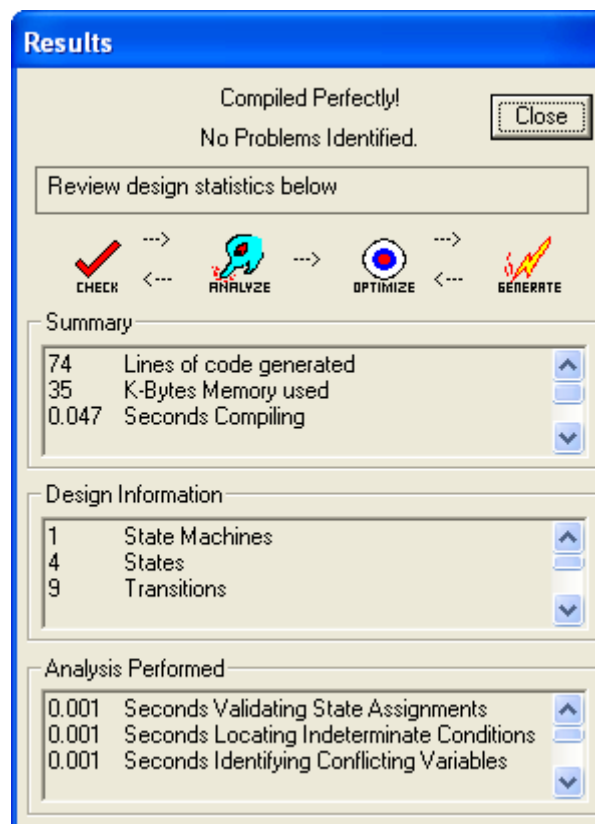 Results
Compiled Perfectly!
Close
No Problems Identified.
Review design statistics below
--->
--->
--->
<---
<---
CHECK
ANALYZE
OPTIMIZE
GENERATE
Summary
74 Lines of code generated
35 K-Bytes Memory used
0.047 Seconds Compiling
Design Information
1 State Machines
4 States
9 Transitions
Analysis Performed
0.001 Seconds Validating State Assignments
0.001 Seconds Locating Indeterminate Conditions
0.001 Seconds Identifying Conflicting Variables